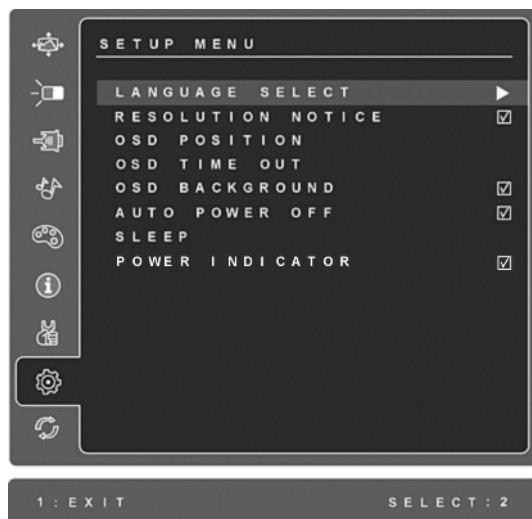 SETUP MENU
LANGUAGE SELECT
RESOLUTION NOTICE
OSD POSITION
OSD TIME OUT
OSD BACKGROUND
AUTO POWER OFF
SLEEP
POWER INDICATOR
1:EXIT SELECT:2